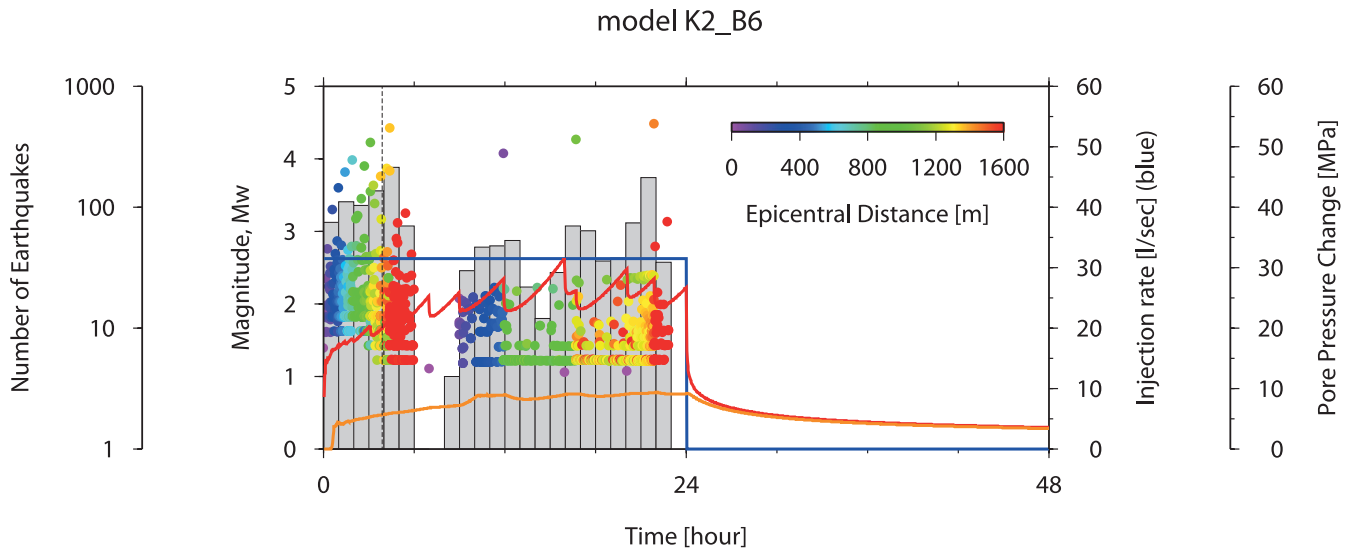 model K2_B6
1000
100
10
1
Number of Earthquakes
5
4
3
2
1
0
Magnitude, Mw
0 400 800 1200 1600
Epicentral Distance [m]
60
50
40
30
20
10
0
Injection rate [l/sec] (blue)
60
50
40
30
20
10
0
Pore Pressure Change [MPa]
0 24 48
Time [hour]